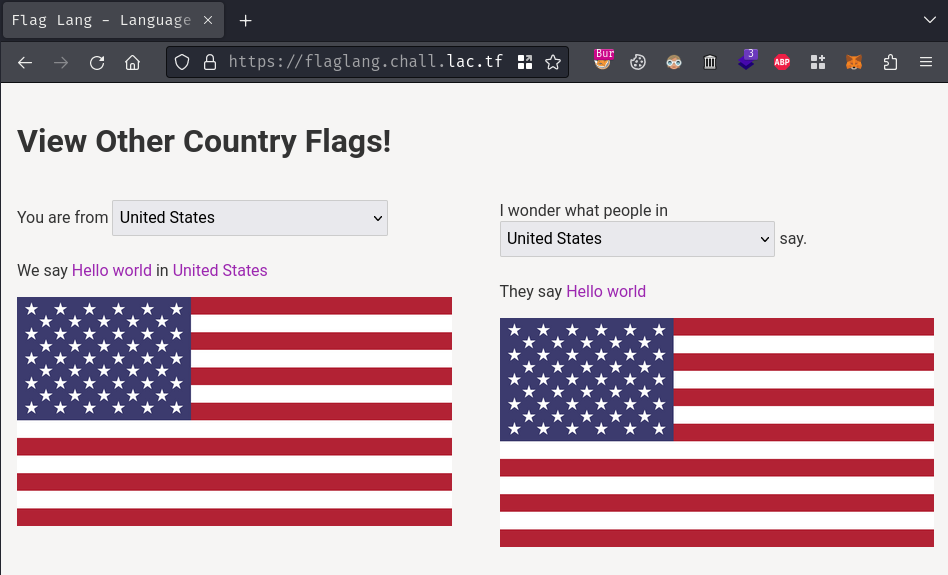 Flag Lang – Language
https://flaglang.chall.lac.tf
Bur
3
ABP
View Other Country Flags!
You are from United States
We say Hello world in United States
I wonder what people in
United States say.
They say Hello world